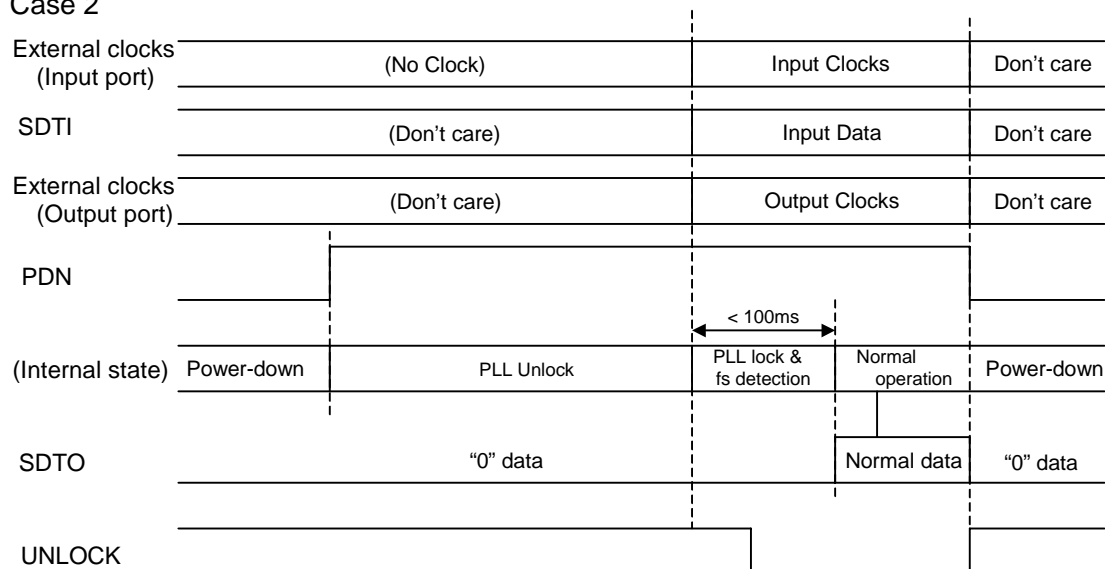 Case 2
External clocks
(Input port)
(No Clock)
Input Clocks
Don't care
SDTI
(Don't care)
Input Data
Don't care
External clocks
(Output port)
(Don't care)
Output Clocks
Don't care
PDN
< 100ms
(Internal state)
Power-down
PLL Unlock
PLL lock &
fs detection
Normal
operation
Power-down
SDTO
“0” data
Normal data
“0” data
UNLOCK